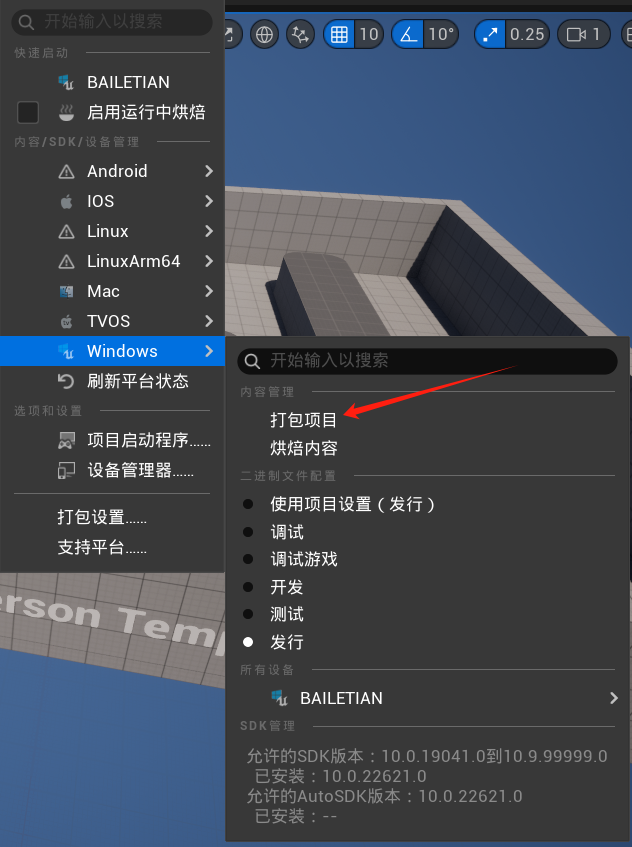 开始输入以搜索
快速启动
BAILETIAN
启用运行中烘焙
内容/SDK/设备管理
Android
IOS
Linux
LinuxArm64
Mac
TVOS
Windows
刷新平台状态
选项和设置
项目启动程序......
设备管理器......
打包设置......
支持平台......
10
10°
0.25
1
开始输入以搜索
内容管理
打包项目
烘焙内容
二进制文件配置
使用项目设置（发行）
调试
调试游戏
开发
测试
发行
所有设备
BAILETIAN
SDK管理
允许的SDK版本：10.0.19041.0到10.9.99999.0
已安装：10.0.22621.0
允许的AutoSDK版本：10.0.22621.0
已安装：--
erson Temp